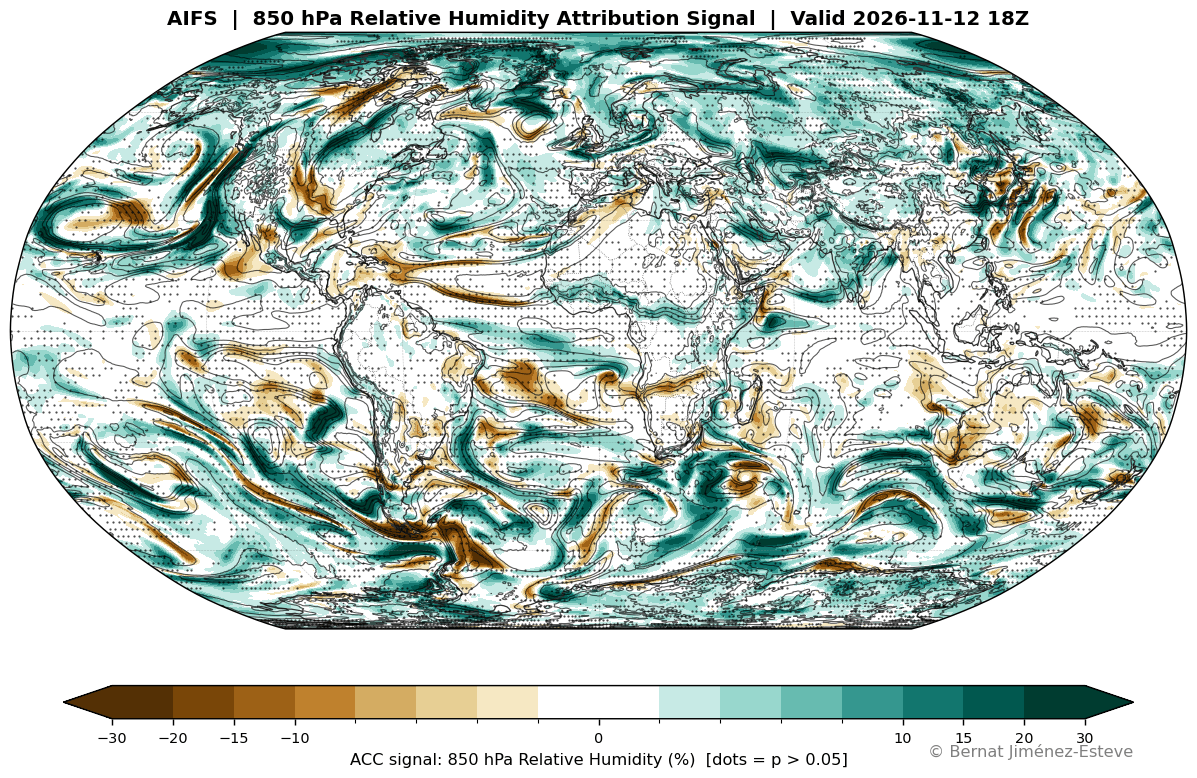 AIFS | 850 hPa Relative Humidity Attribution Signal | Valid 2026-11-12 18Z
−30 −20 −15 −10 0 10 15 20 30
© Bernat Jiménez-Esteve
ACC signal: 850 hPa Relative Humidity (%) [dots = p > 0.05]